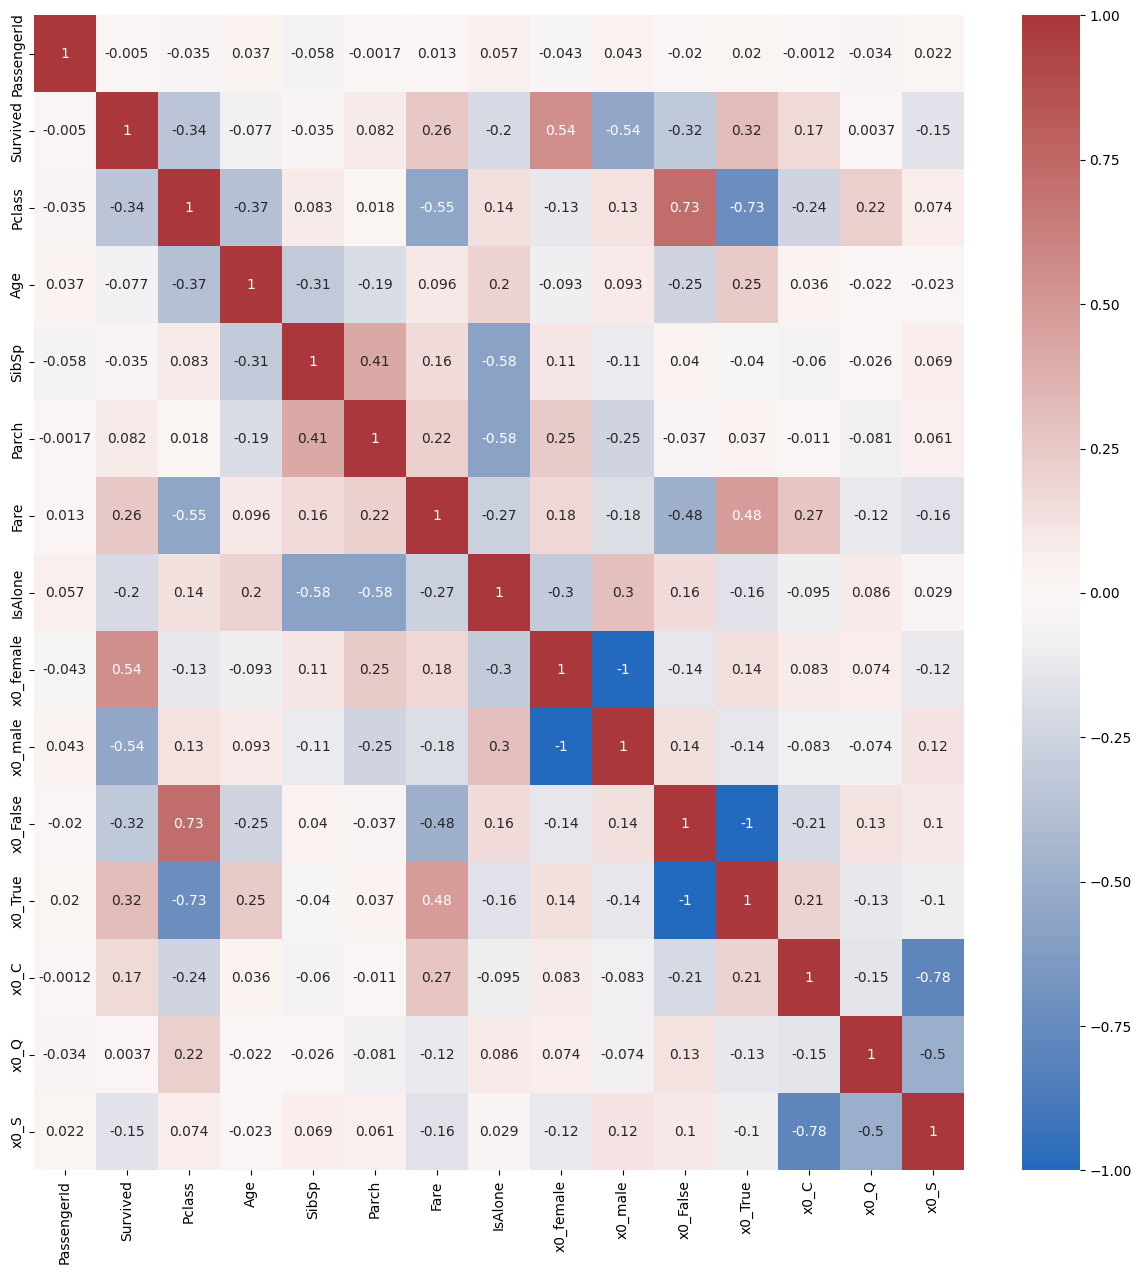 PassengerId 1 -0.005 -0.035 0.037 -0.058 -0.0017 0.013 0.057 -0.043 0.043 -0.02 0.02 -0.0012 -0.034 0.022
Survived -0.005 1 -0.34 -0.077 -0.035 0.082 0.26 -0.2 0.54 -0.54 -0.32 0.32 0.17 0.0037 -0.15
Pclass -0.035 -0.34 1 -0.37 0.083 0.018 -0.55 0.14 -0.13 0.13 0.73 -0.73 -0.24 0.22 0.074
Age 0.037 -0.077 -0.37 1 -0.31 -0.19 0.096 0.2 -0.093 0.093 -0.25 0.25 0.036 -0.022 -0.023
SibSp -0.058 -0.035 0.083 -0.31 1 0.41 0.16 -0.58 0.11 -0.11 0.04 -0.04 -0.06 -0.026 0.069
Parch -0.0017 0.082 0.018 -0.19 0.41 1 0.22 -0.58 0.25 -0.25 -0.037 0.037 -0.011 -0.081 0.061
Fare 0.013 0.26 -0.55 0.096 0.16 0.22 1 -0.27 0.18 -0.18 -0.48 0.48 0.27 -0.12 -0.16
IsAlone 0.057 -0.2 0.14 0.2 -0.58 -0.58 -0.27 1 -0.3 0.3 0.16 -0.16 -0.095 0.086 0.029
x0_female -0.043 0.54 -0.13 -0.093 0.11 0.25 0.18 -0.3 1 -1 -0.14 0.14 0.083 0.074 -0.12
x0_male 0.043 -0.54 0.13 0.093 -0.11 -0.25 -0.18 0.3 -1 1 0.14 -0.14 -0.083 -0.074 0.12
x0_False -0.02 -0.32 0.73 -0.25 0.04 -0.037 -0.48 0.16 -0.14 0.14 1 -1 -0.21 0.13 0.1
x0_True 0.02 0.32 -0.73 0.25 -0.04 0.037 0.48 -0.16 0.14 -0.14 -1 1 0.21 -0.13 -0.1
x0_C -0.0012 0.17 -0.24 0.036 -0.06 -0.011 0.27 -0.095 0.083 -0.083 -0.21 0.21 1 -0.15 -0.78
x0_Q -0.034 0.0037 0.22 -0.022 -0.026 -0.081 -0.12 0.086 0.074 -0.074 0.13 -0.13 -0.15 1 -0.5
x0_S 0.022 -0.15 0.074 -0.023 0.069 0.061 -0.16 0.029 -0.12 0.12 0.1 -0.1 -0.78 -0.5 1
PassengerId Survived Pclass Age SibSp Parch Fare IsAlone x0_female x0_male x0_False x0_True x0_C x0_Q x0_S
1.00
0.75
0.50
0.25
0.00
−0.25
−0.50
−0.75
−1.00